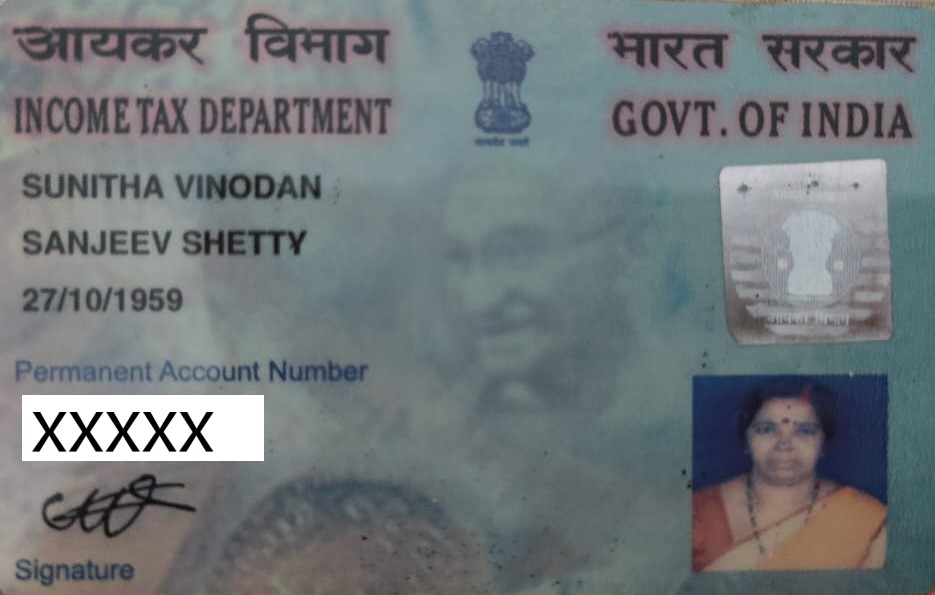 आयकर विभाग
भारत सरकार
INCOME TAX DEPARTMENT
GOVT. OF INDIA
सत्यमेव जयते
SUNITHA VINODAN
SANJEEV SHETTY
27/10/1959
Permanent Account Number
XXXXX
Signature
आयकर विभाग